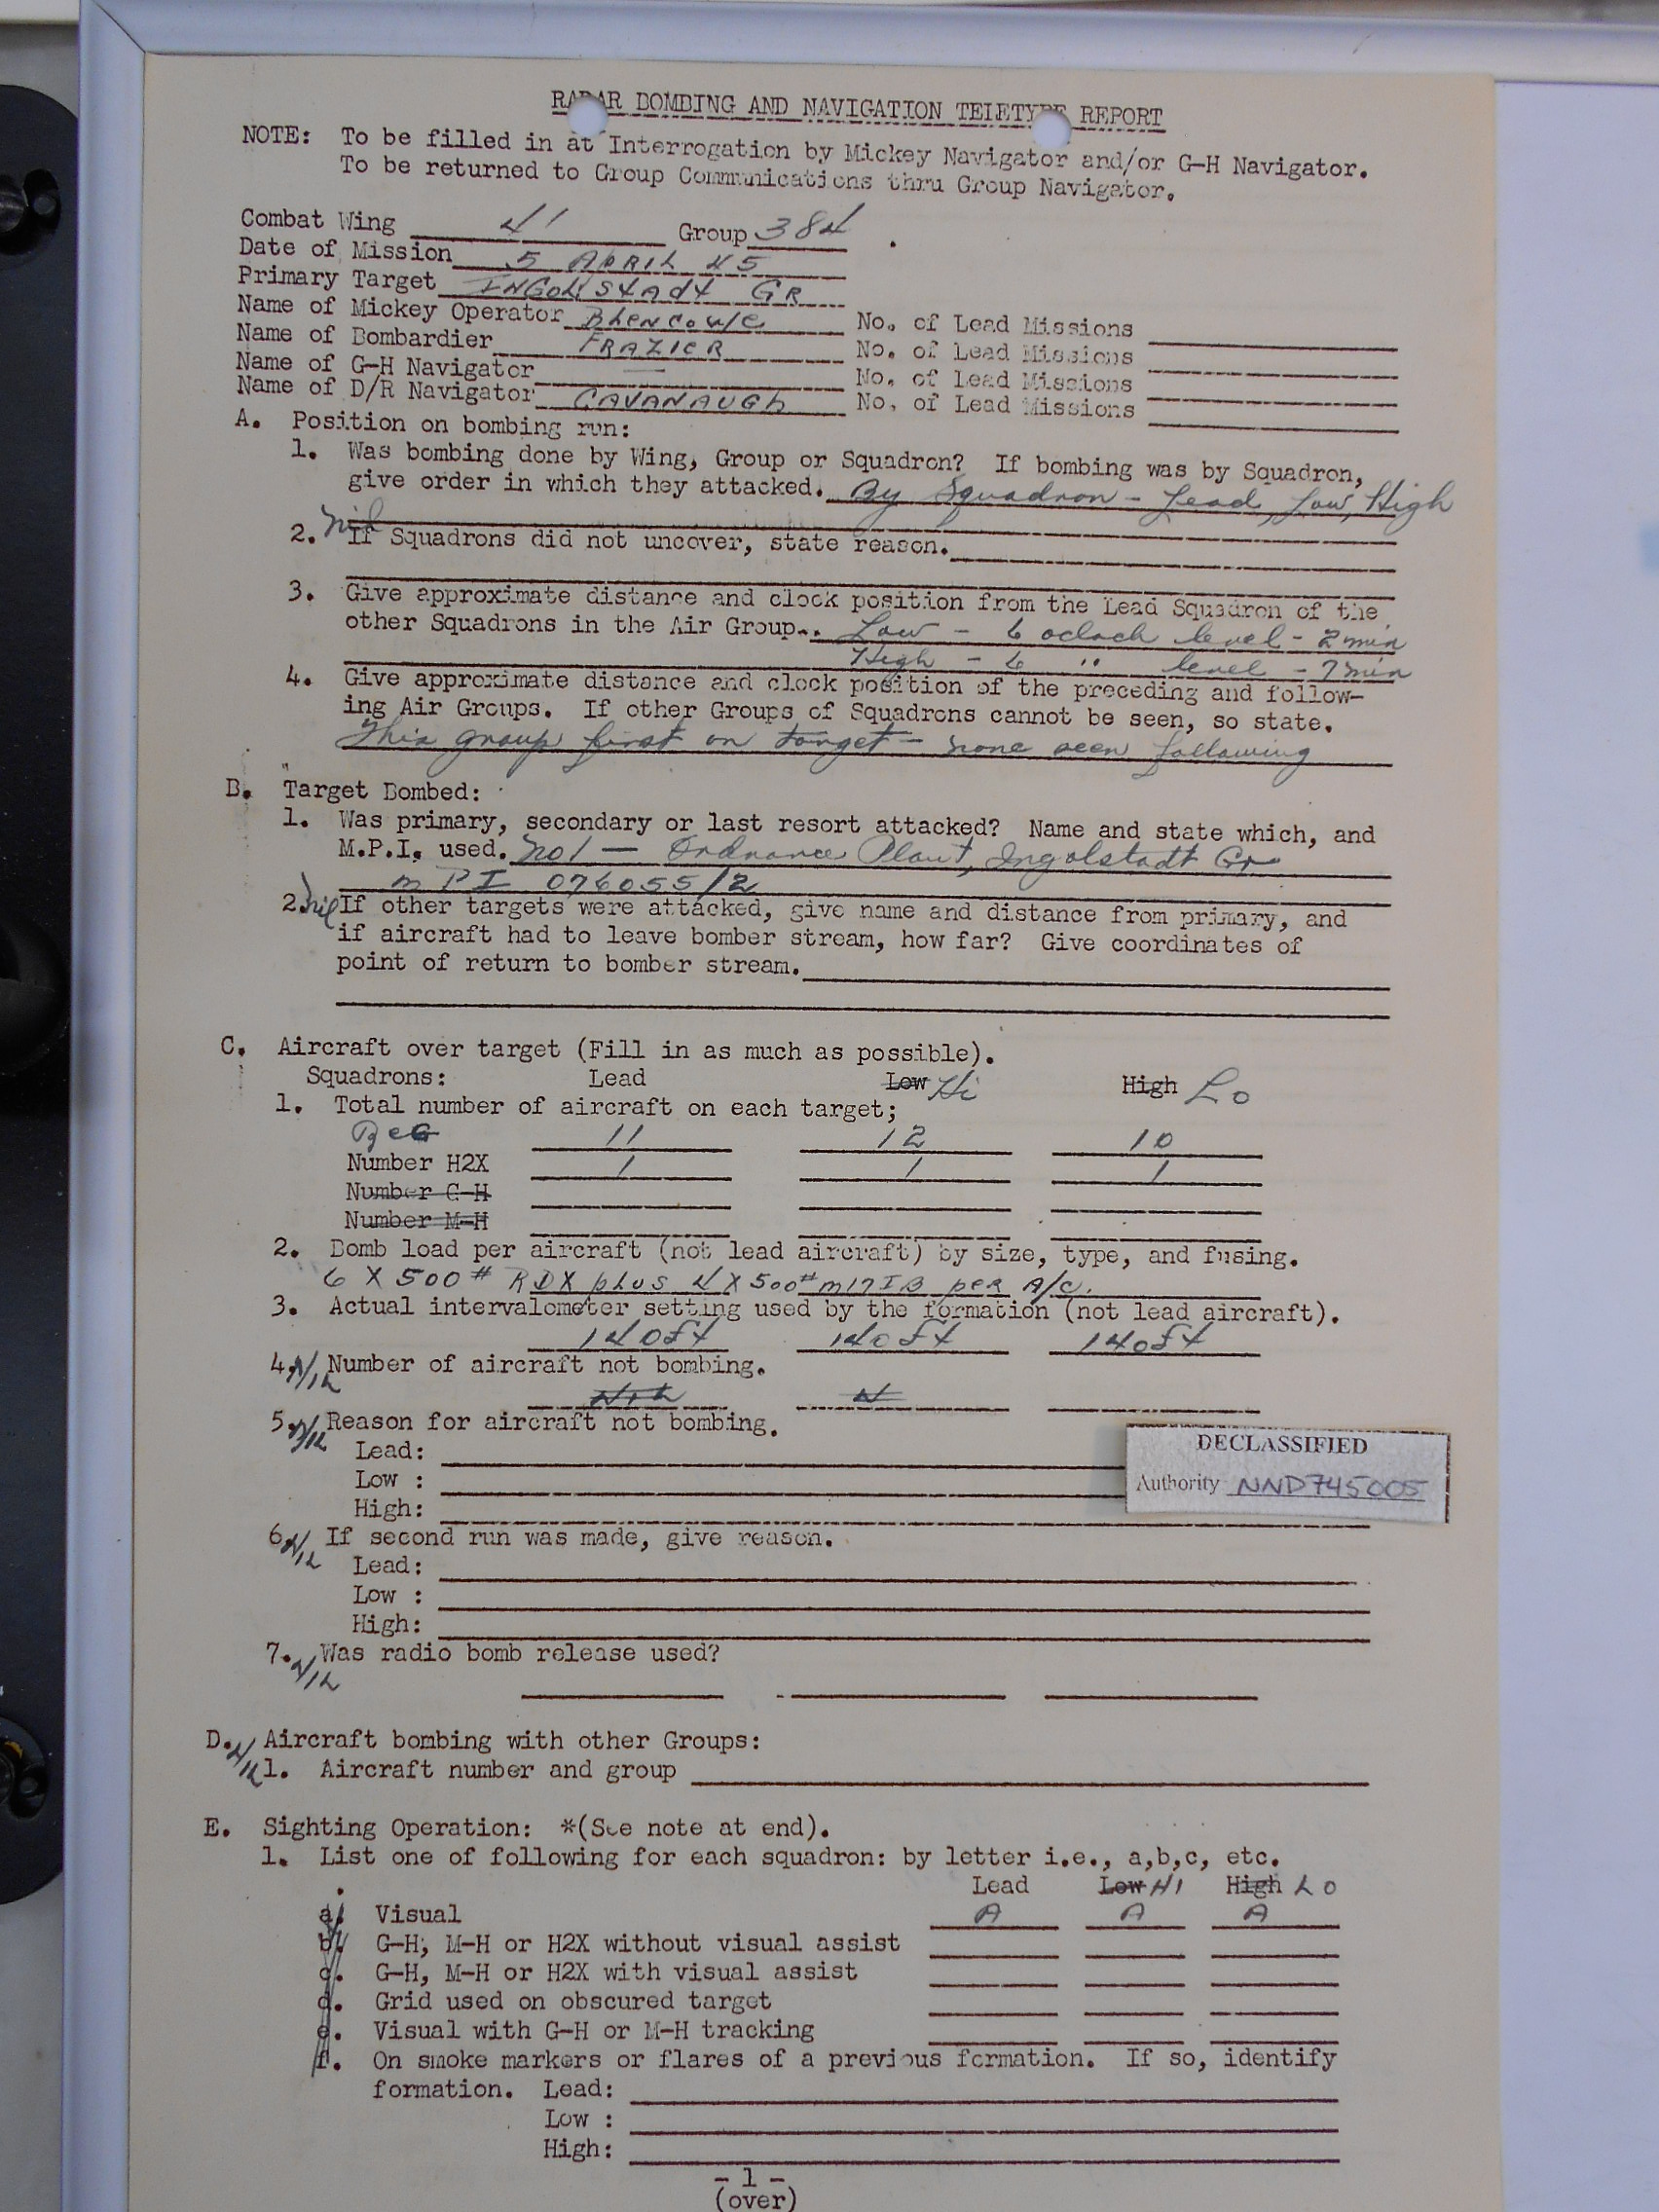 RADAR BOMBING AND NAVIGATION TELETYPE REPORT
NOTE: To be filled in at Interrogation by Mickey Navigator and/or G-H Navigator.
To be returned to Group Communications thru Group Navigator.
Combat Wing 41 Group 384
Date of Mission 5 APRIL 45
Primary Target INGOLSTADT GR
Name of Mickey Operator No. of Lead Missions
Name of Bombardier FRAZIER No. of Lead Missions
Name of G-H Navigator — No. of Lead Missions
Name of D/R Navigator CAVANAUGH No. of Lead Missions
A. Position on bombing run:
1. Was bombing done by Wing, Group or Squadron? If bombing was by Squadron,
give order in which they attacked. By Squadron - Lead, Low, High
2. Nil If Squadrons did not uncover, state reason.
3. Give approximate distance and clock position from the Lead Squadron of the
other Squadrons in the Air Group. Low - 6 oclock level - 2 min
High - 6 " level - 7 min
4. Give approximate distance and clock position of the preceding and follow-
ing Air Groups. If other Groups of Squadrons cannot be seen, so state.
This group first on target - none seen following
B. Target Bombed:
1. Was primary, secondary or last resort attacked? Name and state which, and
M.P.I. used. No 1 — Ordnance Plant, Ingolstadt Gr
MPI 076055/2
2. Nil If other targets were attacked, give name and distance from primary, and
if aircraft had to leave bomber stream, how far? Give coordinates of
point of return to bomber stream.
C. Aircraft over target (Fill in as much as possible).
Squadrons: Lead Low Hi High Lo
1. Total number of aircraft on each target;
11 12 10
Number H2X 1 1 1
Number G-H
Number M-H
2. Bomb load per aircraft (not lead aircraft) by size, type, and fusing.
6 X 500# RDX plus 4 X 500# M17 IB per A/C.
3. Actual intervalometer setting used by the formation (not lead aircraft).
140 ft 140 ft 140 ft
4. Nil Number of aircraft not bombing.
Nil N
5. Nil Reason for aircraft not bombing.
Lead:
Low :
High:
DECLASSIFIED
Authority NND745005
6. Nil If second run was made, give reason.
Lead:
Low :
High:
7. Nil Was radio bomb release used?
D. Nil Aircraft bombing with other Groups:
1. Aircraft number and group
E. Sighting Operation: *(See note at end).
1. List one of following for each squadron: by letter i.e., a,b,c, etc.
Lead Low HI High LO
a. Visual A A A
b. G-H, M-H or H2X without visual assist
c. G-H, M-H or H2X with visual assist
d. Grid used on obscured target
e. Visual with G-H or M-H tracking
f. On smoke markers or flares of a previous formation. If so, identify
formation. Lead:
Low :
High:
- 1 -
(over)